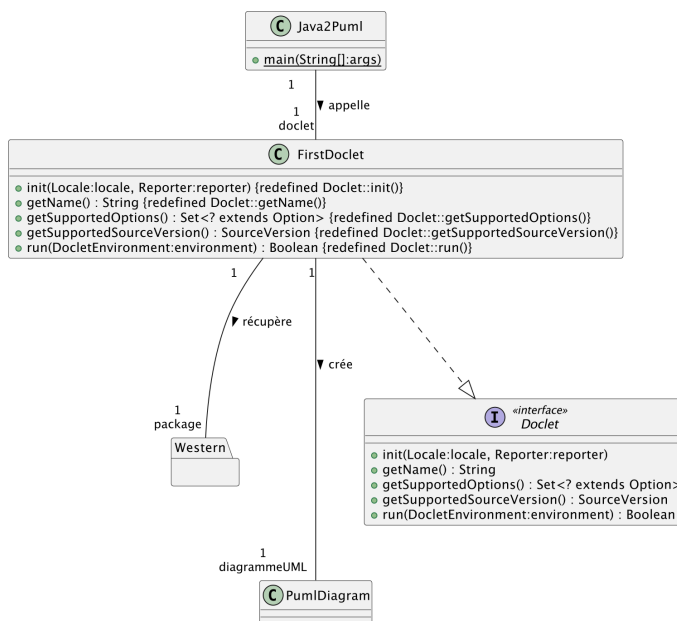 C Java2Puml
main(String[]:args)
1
appelle
1
doclet
C FirstDoclet
init(Locale:locale, Reporter:reporter) {redefined Doclet::init()}
getName() : String {redefined Doclet::getName()}
getSupportedOptions() : Set<? extends Option> {redefined Doclet::getSupportedOptions()}
getSupportedSourceVersion() : SourceVersion {redefined Doclet::getSupportedSourceVersion()}
run(DocletEnvironment:environment) : Boolean {redefined Doclet::run()}
1
1
récupère
crée
1
package
Western
I «interface»
Doclet
init(Locale:locale, Reporter:reporter)
getName() : String
getSupportedOptions() : Set<? extends Option>
getSupportedSourceVersion() : SourceVersion
run(DocletEnvironment:environment) : Boolean
1
diagrammeUML
C PumlDiagram